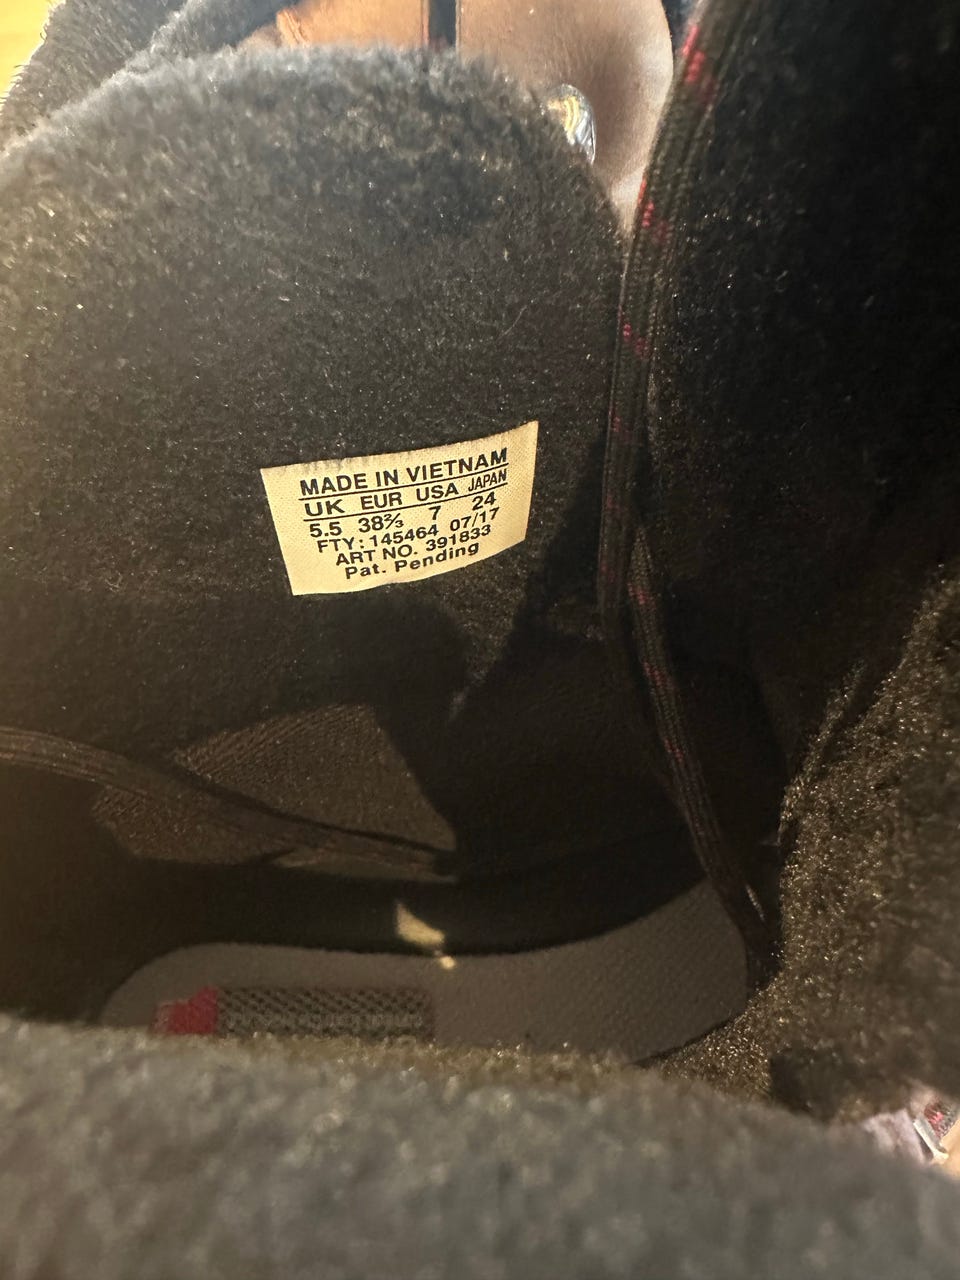 MADE IN VIETNAM
UK EUR USA JAPAN
5.5 38⅔ 7 24
FTY: 145464 07/17
ART NO. 391833
Pat. Pending